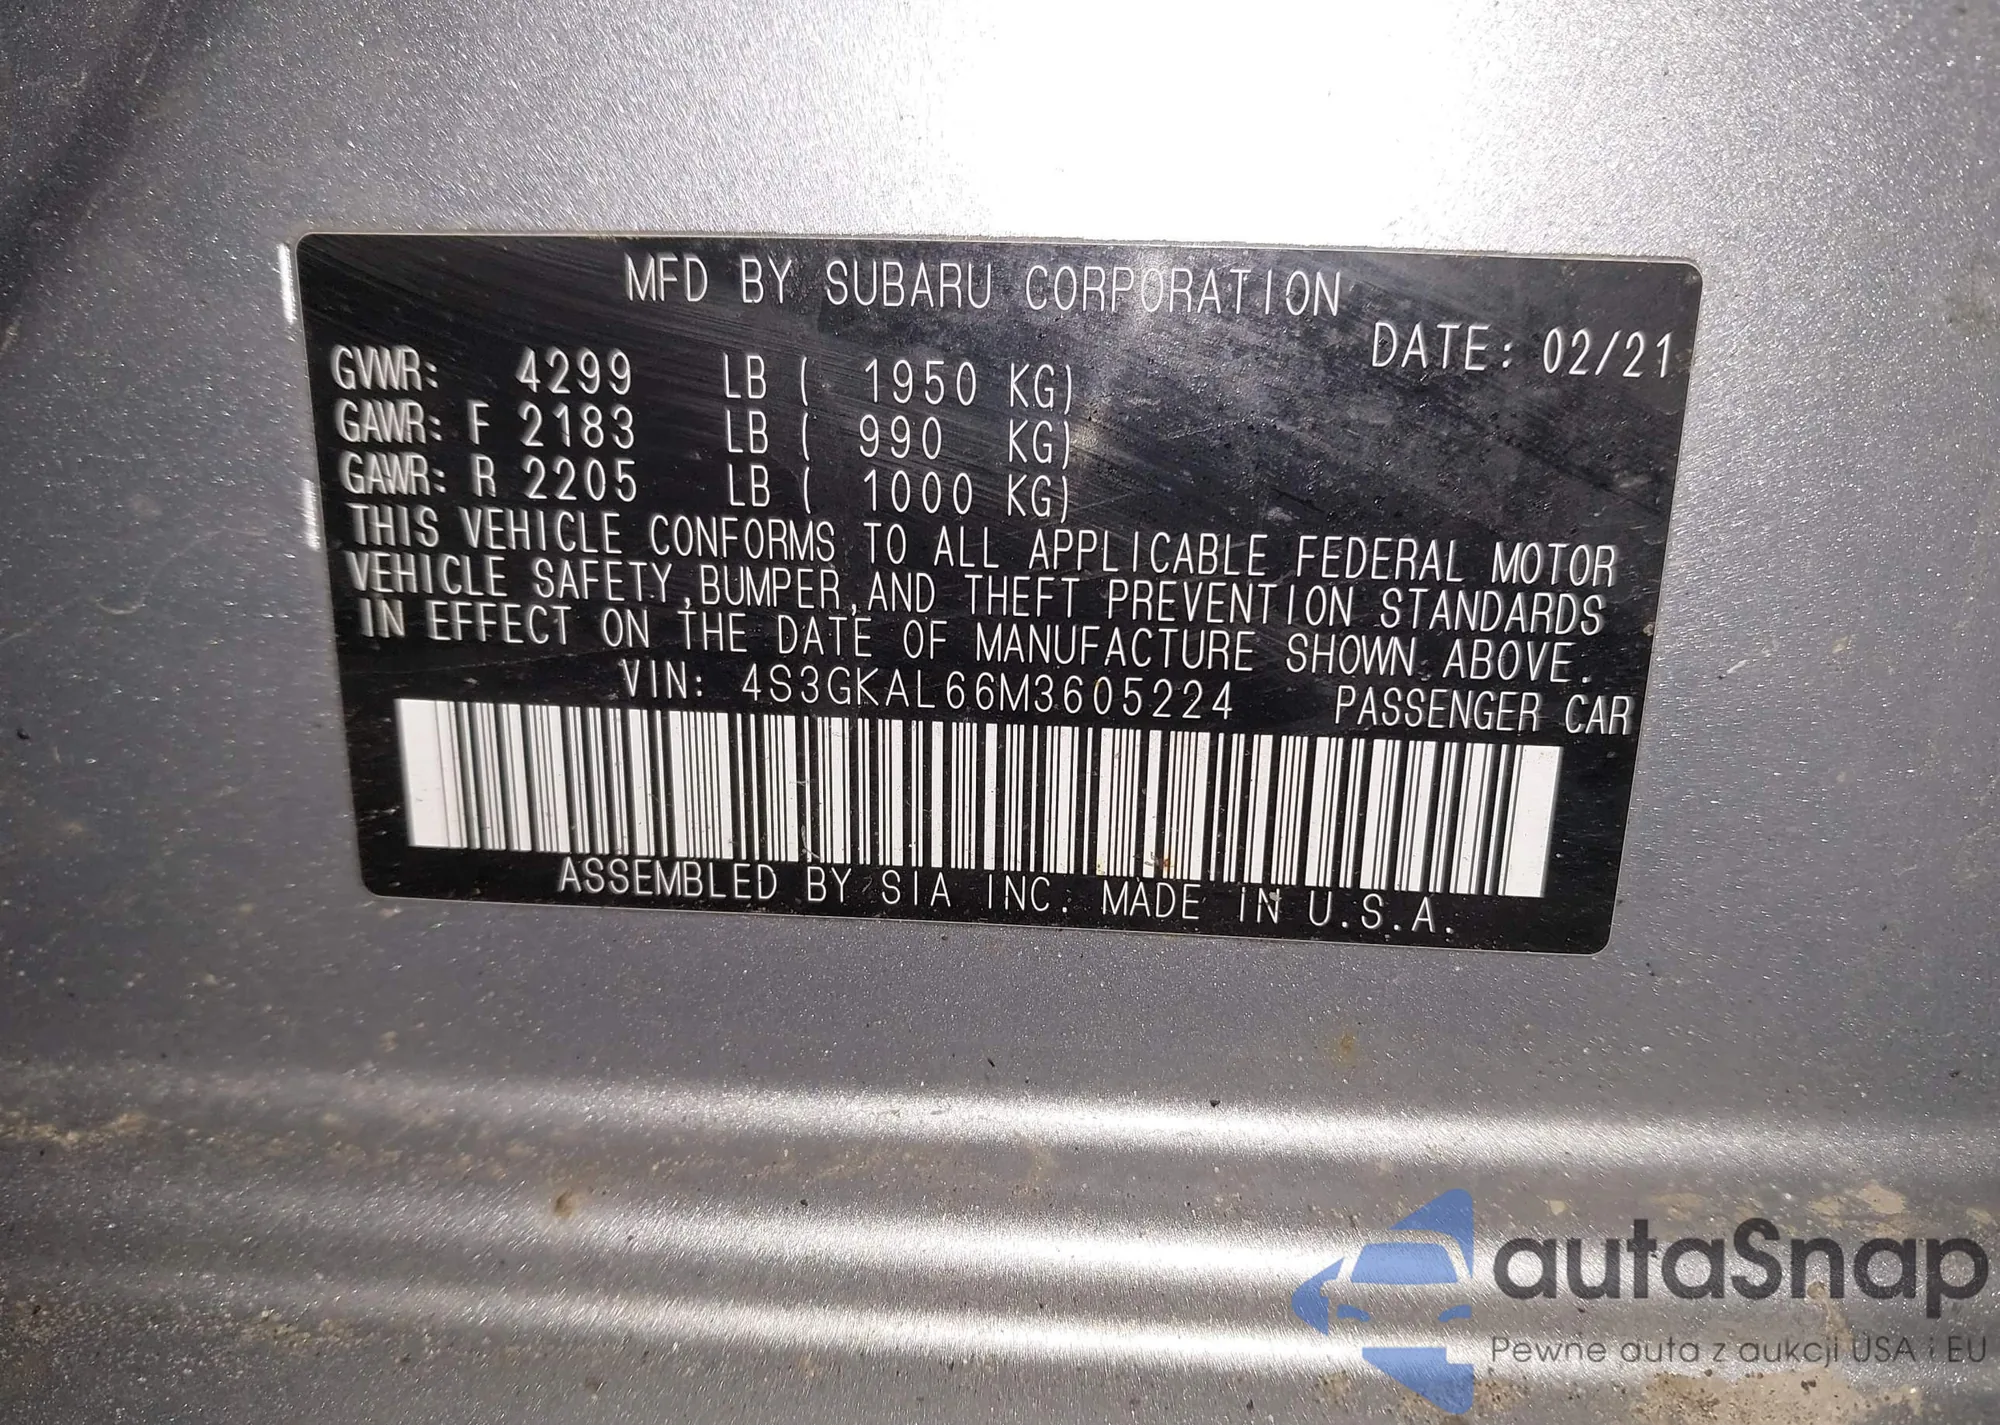 MFD BY SUBARU CORPORATION
DATE: 02/21
GVWR: 4299 LB ( 1950 KG)
GAWR: F 2183 LB ( 990 KG)
GAWR: R 2205 LB ( 1000 KG)
THIS VEHICLE CONFORMS TO ALL APPLICABLE FEDERAL MOTOR
VEHICLE SAFETY,BUMPER,AND THEFT PREVENTION STANDARDS
IN EFFECT ON THE DATE OF MANUFACTURE SHOWN ABOVE.
VIN: 4S3GKAL66M3605224 PASSENGER CAR
ASSEMBLED BY SIA INC. MADE IN U.S.A.
autaSnap
Pewne auta z aukcji USA i EU